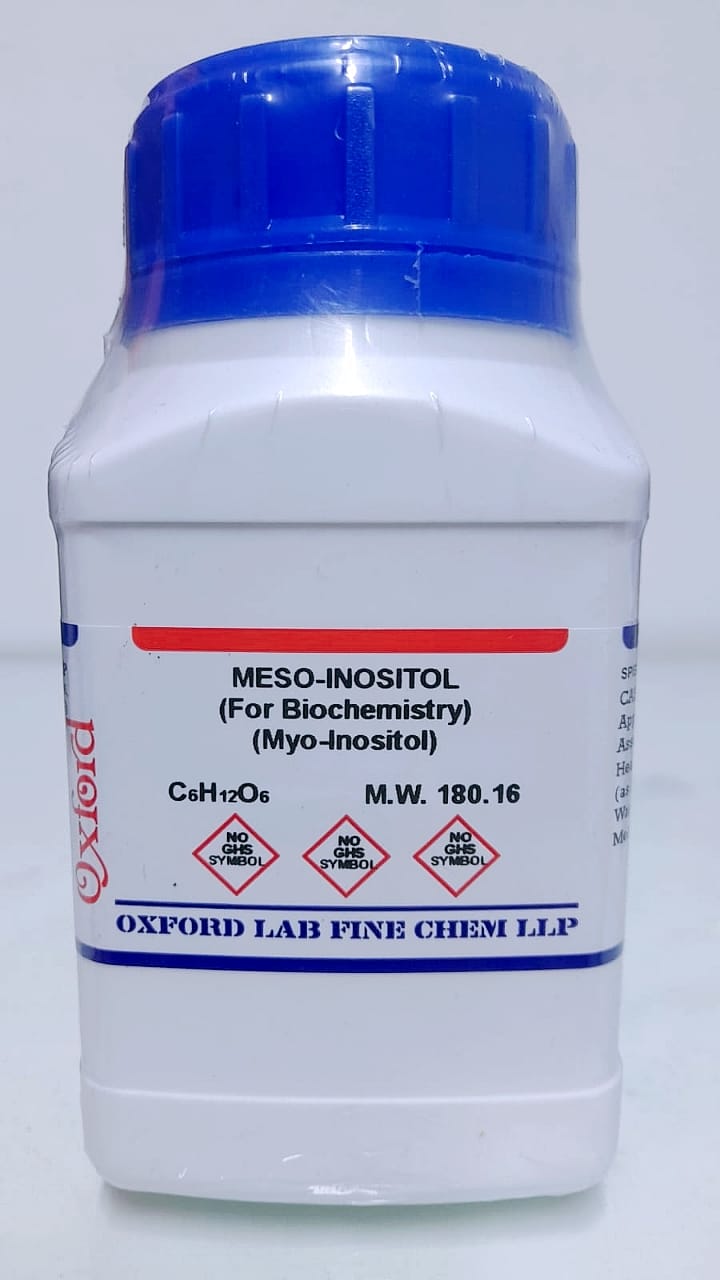 MESO-INOSITOL
(For Biochemistry)
(Myo-Inositol)
C₆H₁₂O₆ M.W. 180.16
NO GHS SYMBOL
NO GHS SYMBOL
NO GHS SYMBOL
OXFORD LAB FINE CHEM LLP
Oxford